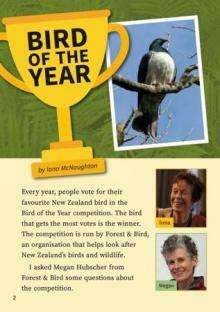 BIRD
OF THE
YEAR
by Iona McNaughton
Every year, people vote for their
favourite New Zealand bird in the
Bird of the Year competition. The bird
that gets the most votes is the winner.
The competition is run by Forest & Bird,
an organisation that helps look after
New Zealand's birds and wildlife.
I asked Megan Hubscher from
Forest & Bird some questions about
the competition.
Iona
Megan
2